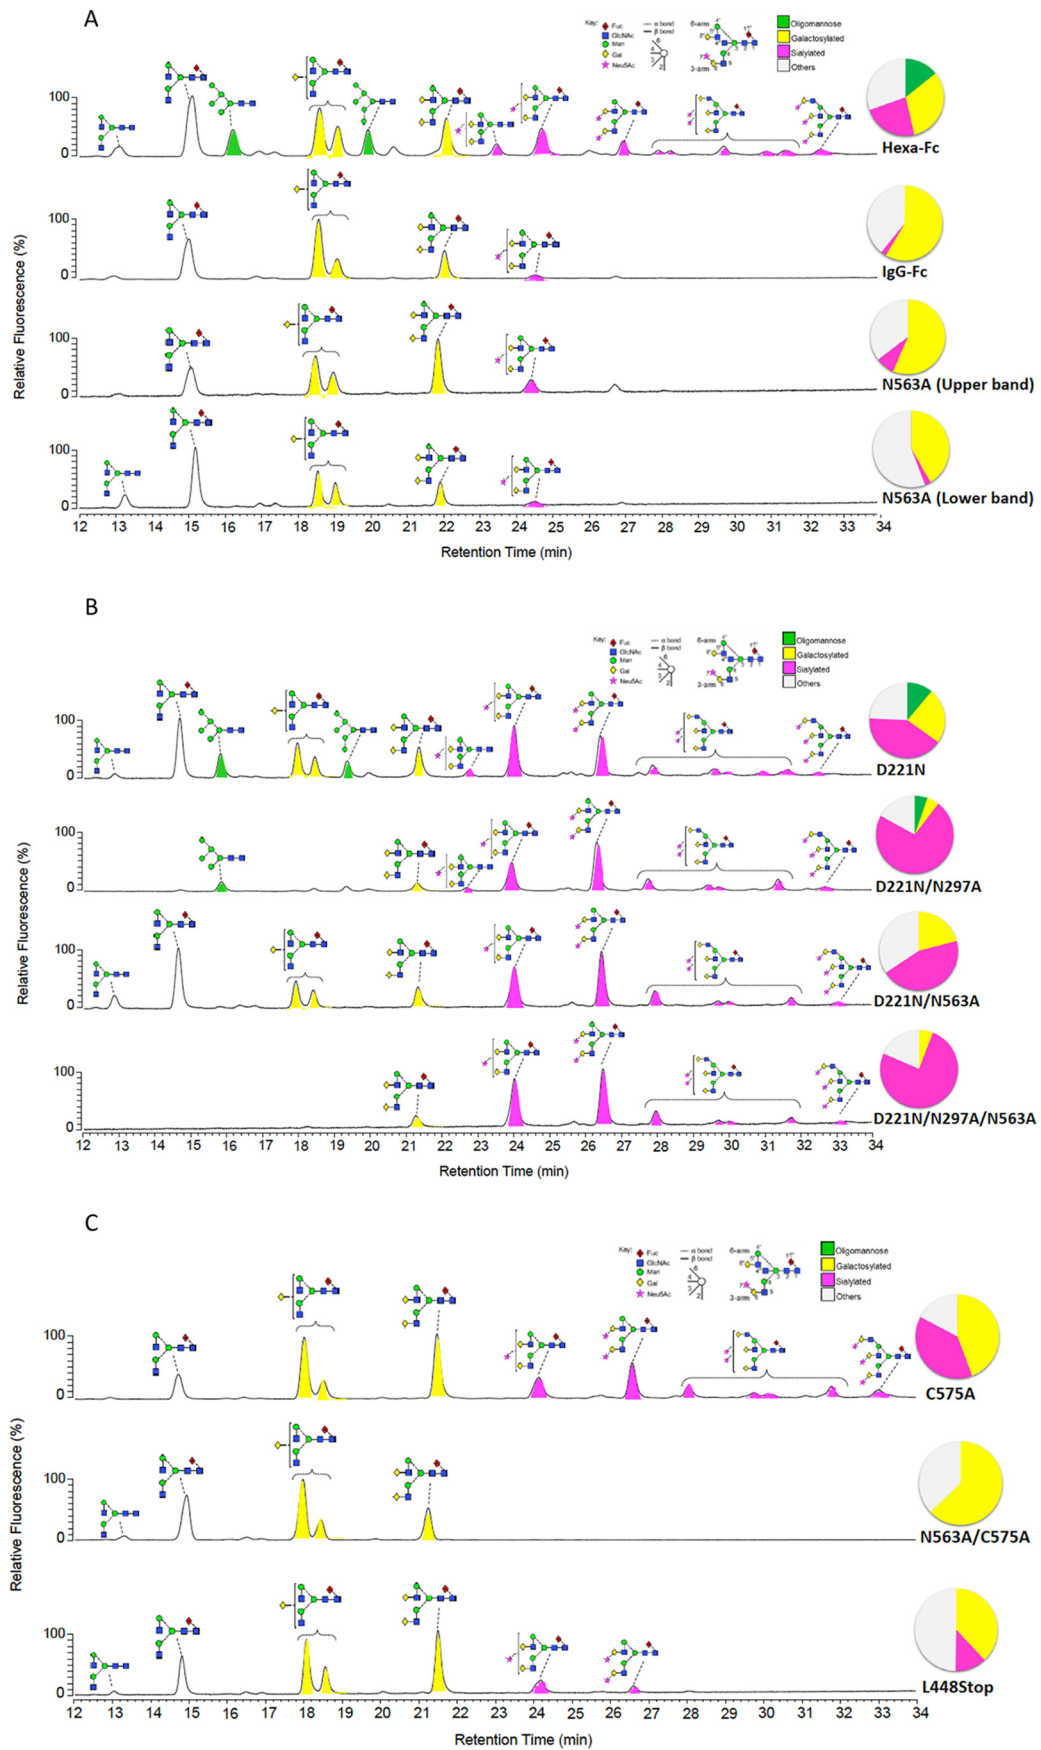 A
Key:
Fuc
GlcNAc
Man
Gal
Neu5Ac
α bond
β bond
6-arm
3-arm
Oligomannose
Galactosylated
Sialylated
Others
Relative Fluorescence (%)
100
0
Hexa-Fc
100
0
IgG-Fc
100
0
N563A (Upper band)
100
0
N563A (Lower band)
12 13 14 15 16 17 18 19 20 21 22 23 24 25 26 27 28 29 30 31 32 33 34
Retention Time (min)
B
Key:
Fuc
GlcNAc
Man
Gal
Neu5Ac
α bond
β bond
6-arm
3-arm
Oligomannose
Galactosylated
Sialylated
Others
Relative Fluorescence (%)
100
0
D221N
100
0
D221N/N297A
100
0
D221N/N563A
100
0
D221N/N297A/N563A
12 13 14 15 16 17 18 19 20 21 22 23 24 25 26 27 28 29 30 31 32 33 34
Retention Time (min)
C
Key:
Fuc
GlcNAc
Man
Gal
Neu5Ac
α bond
β bond
6-arm
3-arm
Oligomannose
Galactosylated
Sialylated
Others
Relative Fluorescence (%)
100
0
C575A
100
0
N563A/C575A
100
0
L448Stop
12 13 14 15 16 17 18 19 20 21 22 23 24 25 26 27 28 29 30 31 32 33 34
Retention Time (min)